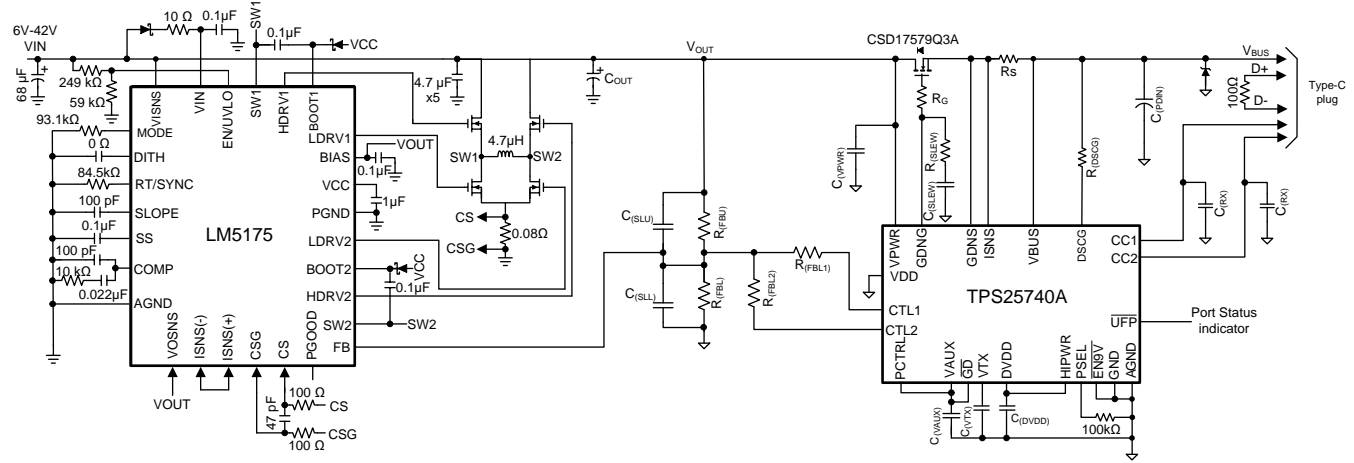 6V-42V
VIN
68 µF
+
10 Ω
0.1µF
SW1
0.1µF
VCC
249 kΩ
59 kΩ
4.7 µF
x5
+
COUT
VOUT
CSD17579Q3A
RS
VBUS
D+
100Ω
D-
Type-C
plug
RG
R(SLEW)
C(SLEW)
C(VPWR)
R(DSCG)
C(PDIN)
C(RX)
C(RX)
93.1kΩ
0 Ω
84.5kΩ
100 pF
0.1µF
100 pF
10 kΩ
0.022µF
VISNS
VIN
EN/UVLO
SW1
HDRV1
BOOT1
MODE
DITH
RT/SYNC
SLOPE
SS
COMP
AGND
LM5175
LDRV1
BIAS
VCC
PGND
LDRV2
BOOT2
HDRV2
SW2
FB
VOSNS
ISNS(-)
ISNS(+)
CSG
CS
PGOOD
VOUT
0.1µF
1µF
VCC
0.1µF
SW2
SW1
4.7µH
SW2
CS
CSG
0.08Ω
VOUT
47 pF
100 Ω
CS
CSG
100 Ω
C(SLU)
R(FBU)
C(SLL)
R(FBL)
R(FBL2)
R(FBL1)
VPWR
GDNG
GDNS
ISNS
VBUS
DSCG
CC1
CC2
VDD
TPS25740A
CTL1
CTL2
UFP
Port Status
indicator
PCTRL
VAUX
GD
VTX
DVDD
HIPWR
PSEL
EN9V
GND
AGND
C(VAUX)
C(VTX)
C(DVDD)
100kΩ